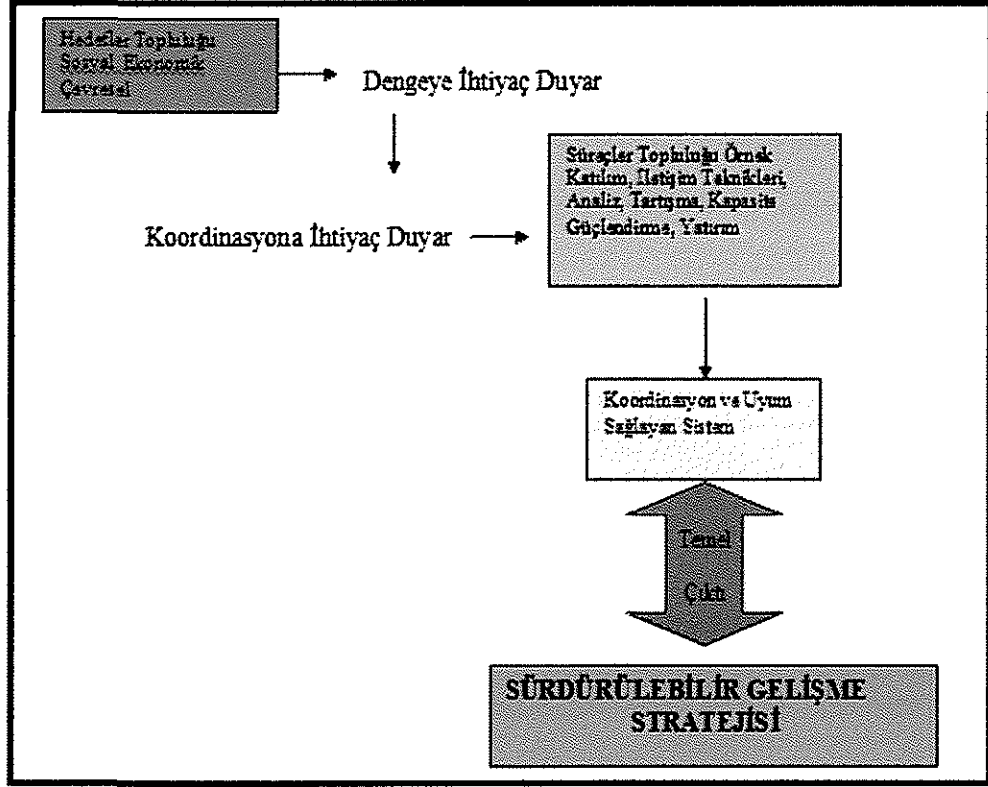 Hedefler Topluluğu
Sosyal Ekonomik
Çevresel
Dengeye İhtiyaç Duyar
Koordinasyona İhtiyaç Duyar
Süreçler Topluluğu Örnek
Katılım, İletişim Teknikleri,
Analiz, Tartışma, Kapasite
Güçlendirme, Yatırım
Koordinasyon ve Uyum
Sağlayan Sistem
Temel
Çıktı
SÜRDÜRÜLEBİLİR GELİŞME
STRATEJİSİ